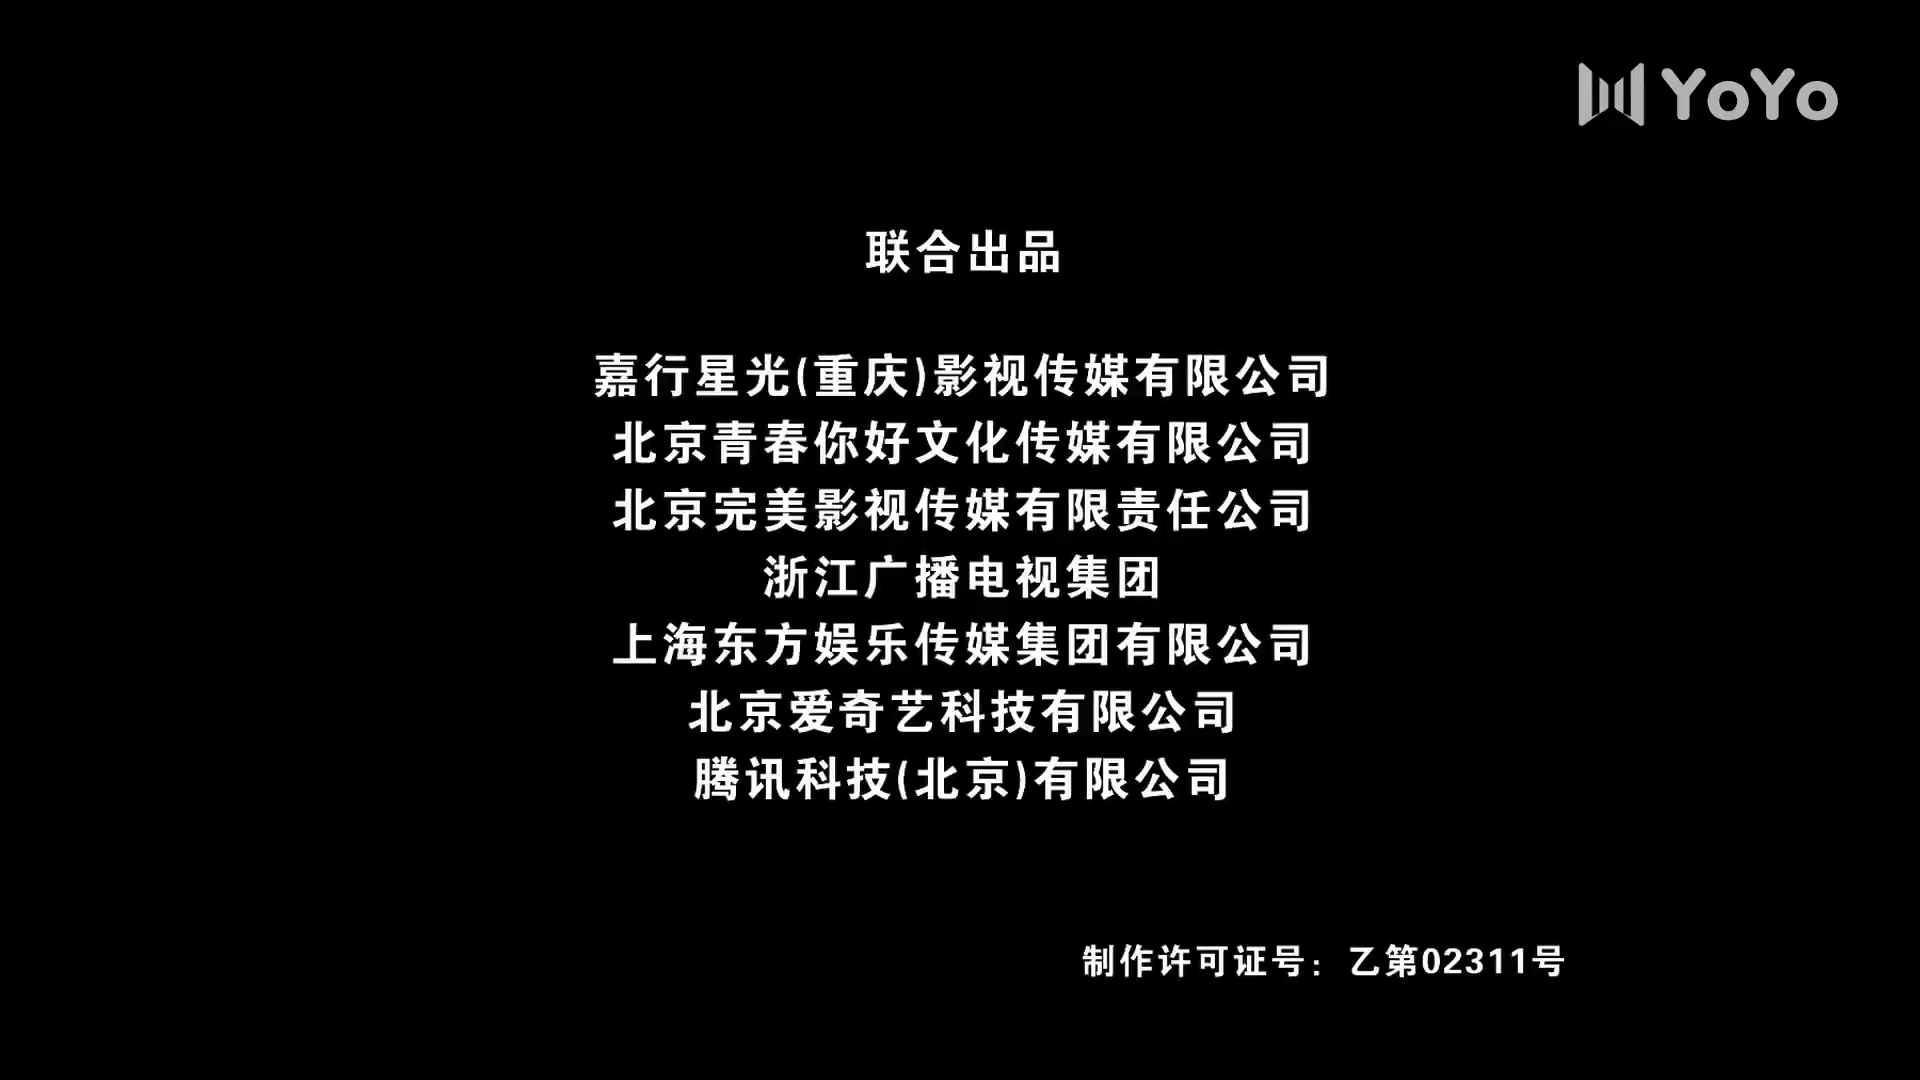 YoYo
联合出品
嘉行星光(重庆)影视传媒有限公司
北京青春你好文化传媒有限公司
北京完美影视传媒有限责任公司
浙江广播电视集团
上海东方娱乐传媒集团有限公司
北京爱奇艺科技有限公司
腾讯科技(北京)有限公司
制作许可证号：乙第02311号